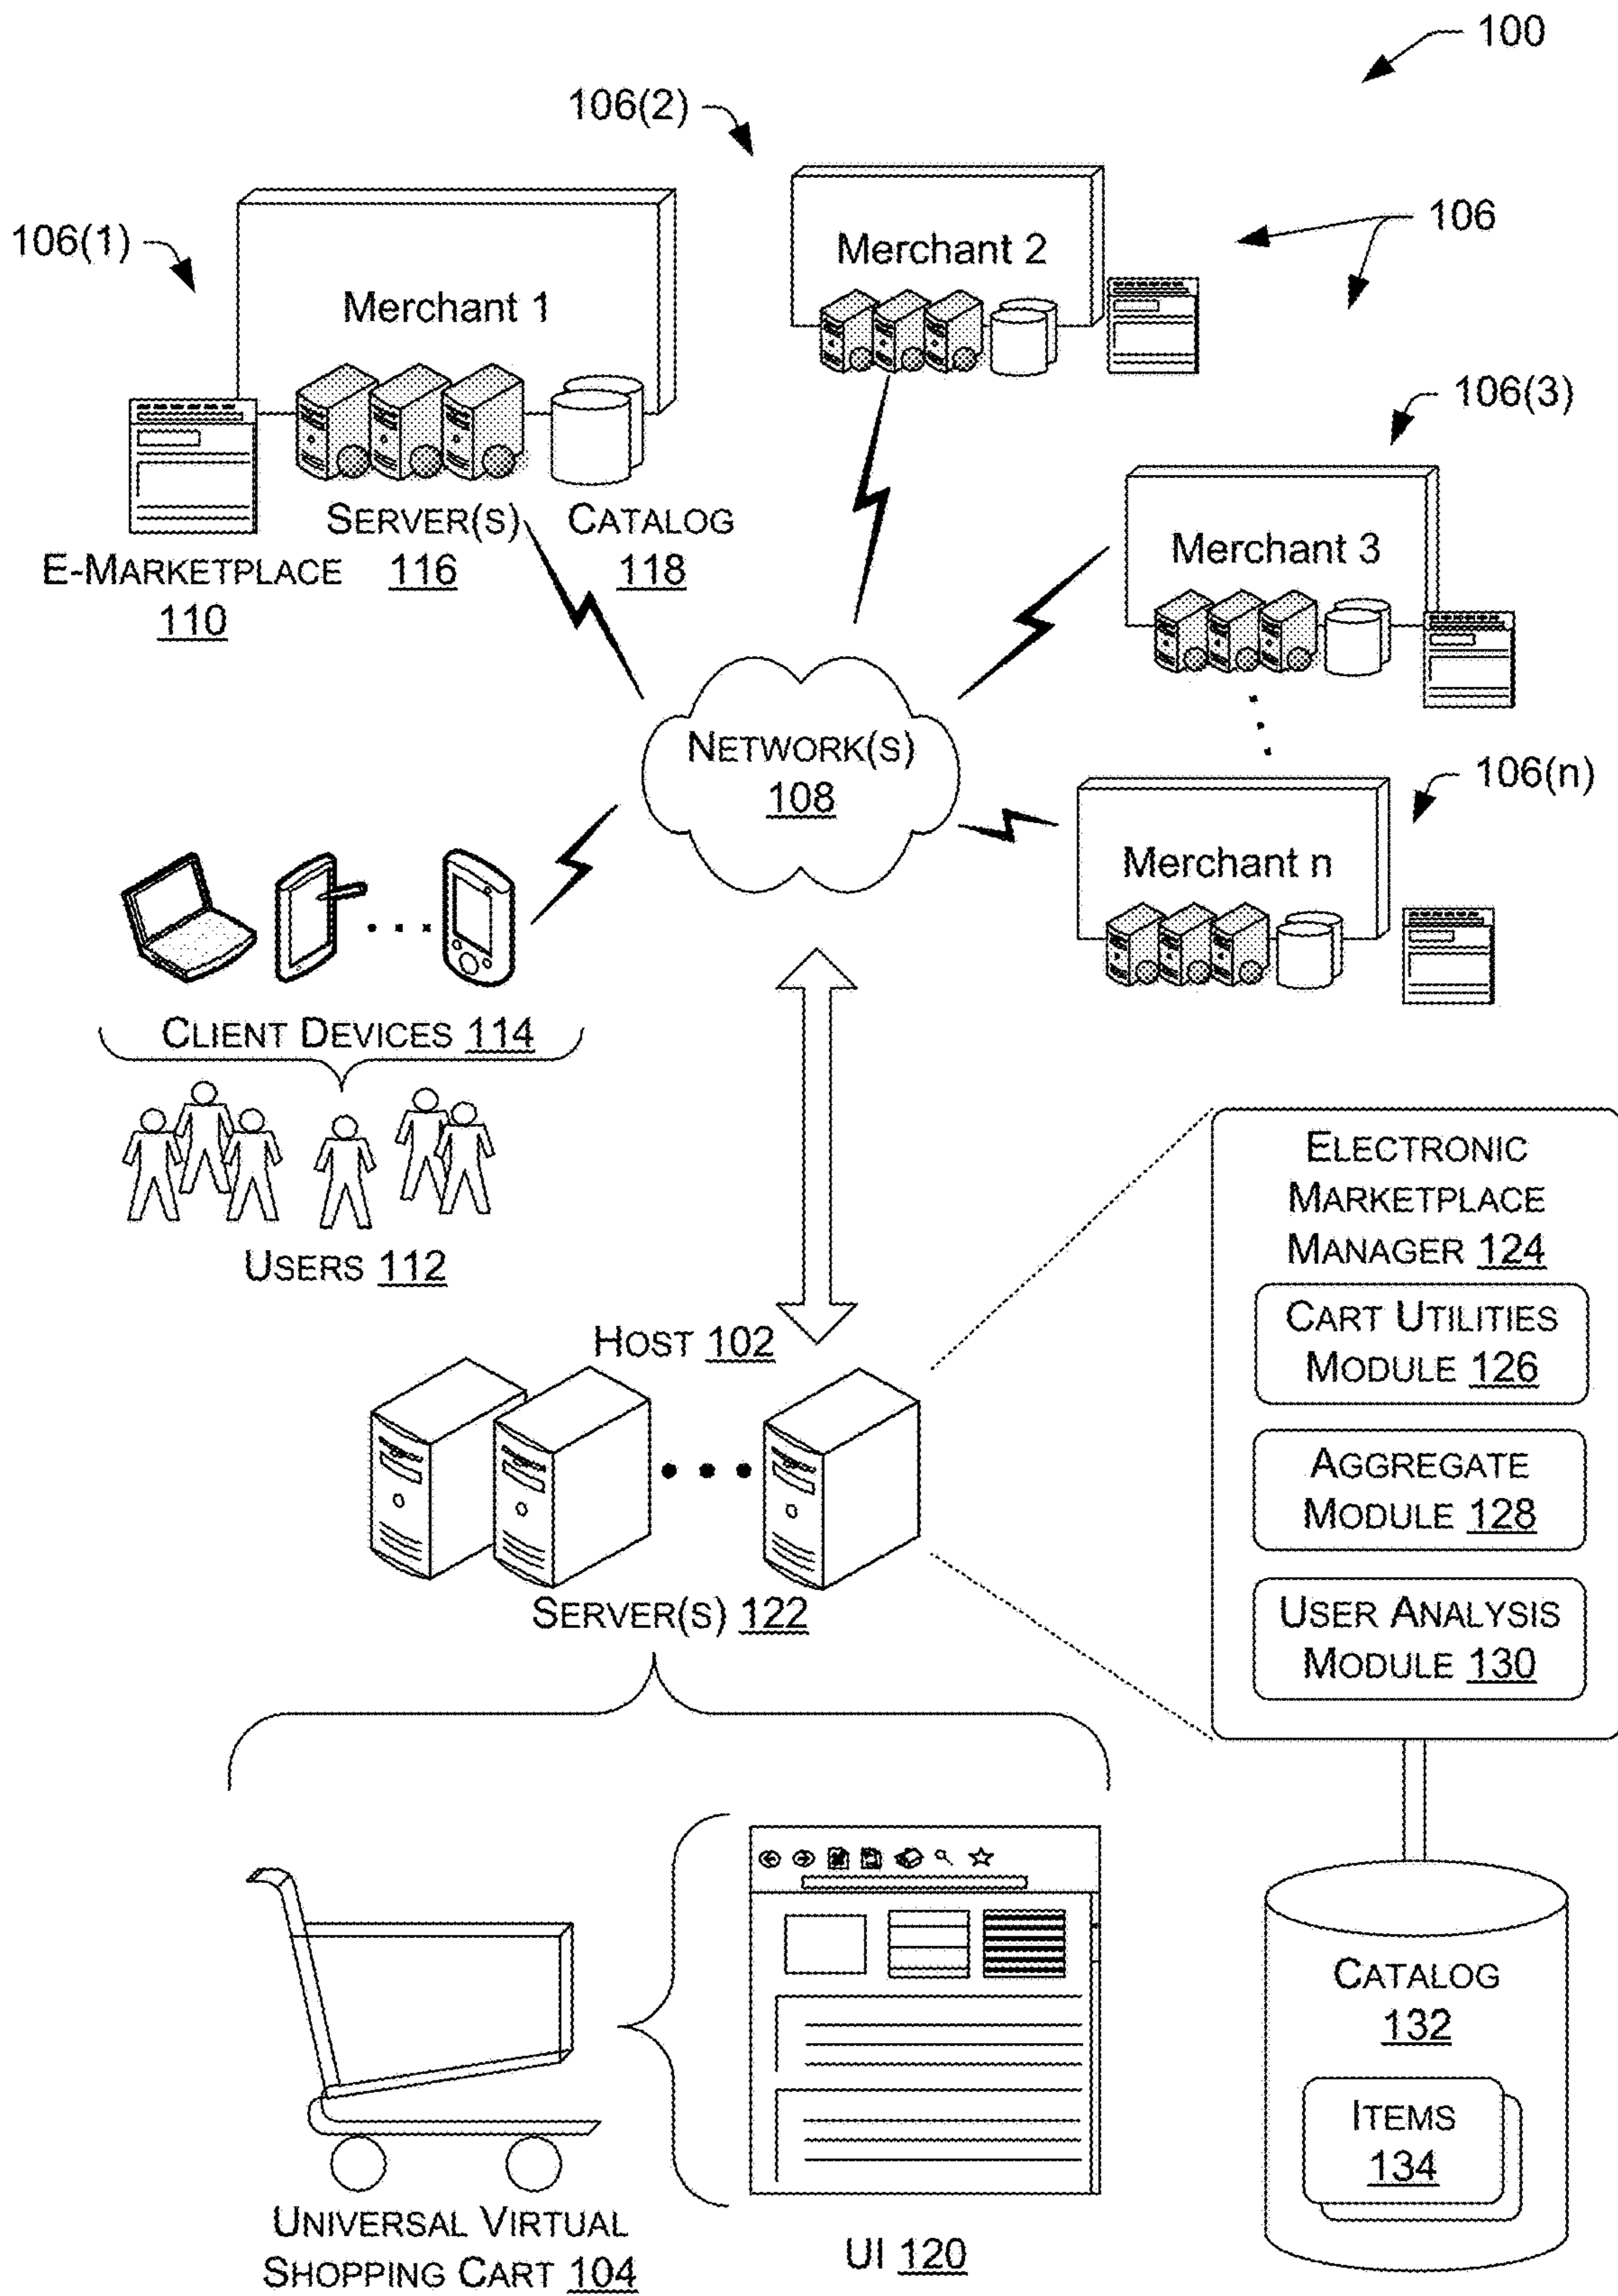 100
106(2)
106
106(1)
Merchant 2
Merchant 1
106(3)
SERVER(S)
116
CATALOG
118
E-MARKETPLACE
110
Merchant 3
NETWORK(S)
108
106(n)
Merchant n
CLIENT DEVICES 114
USERS 112
ELECTRONIC
MARKETPLACE
MANAGER 124
CART UTILITIES
MODULE 126
AGGREGATE
MODULE 128
USER ANALYSIS
MODULE 130
HOST 102
SERVER(S) 122
CATALOG
132
ITEMS
134
UNIVERSAL VIRTUAL
SHOPPING CART 104
UI 120